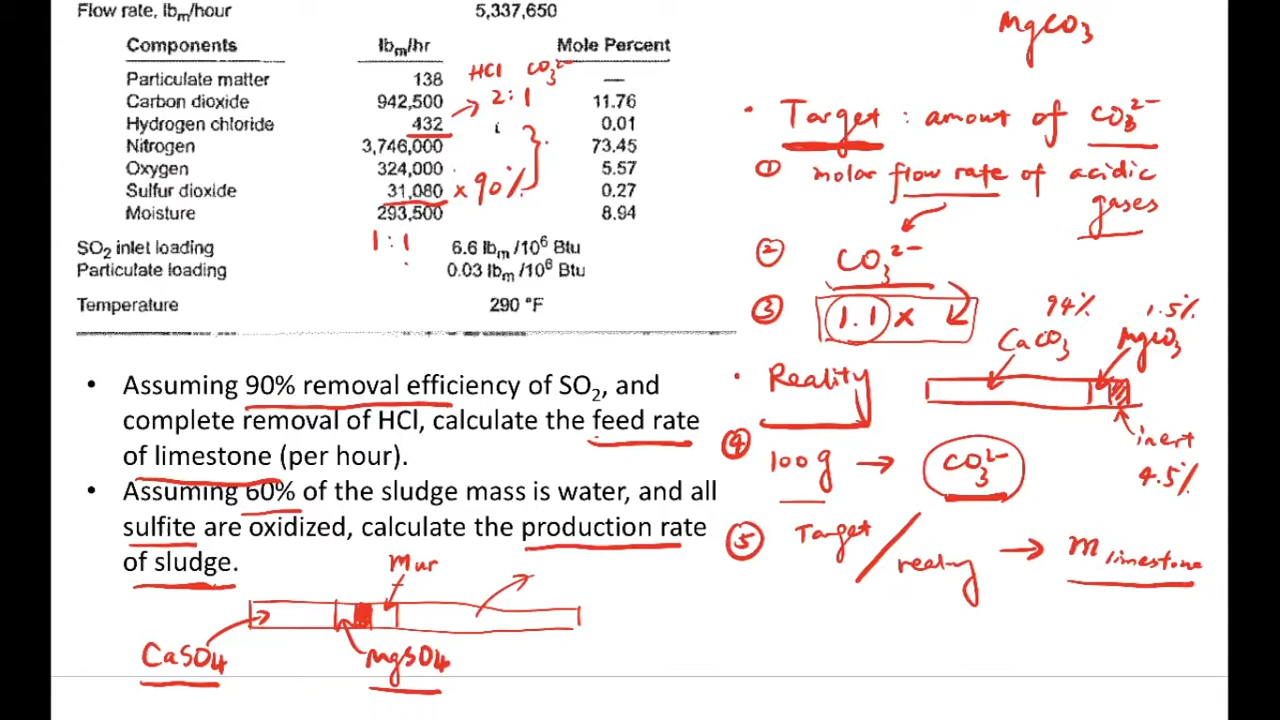 Flow rate, lbm/hour 5,337,650
Components lbm/hr Mole Percent
Particulate matter 138 —
Carbon dioxide 942,500 11.76
Hydrogen chloride 432 0.01
Nitrogen 3,746,000 73.45
Oxygen 324,000 5.57
Sulfur dioxide 31,080 0.27
Moisture 293,500 8.94
SO2 inlet loading 6.6 lbm/10^6 Btu
Particulate loading 0.03 lbm/10^6 Btu
Temperature 290 °F
HCl CO3^2-
2:1
x 90%
1:1
• Assuming 90% removal efficiency of SO2, and
complete removal of HCl, calculate the feed rate
of limestone (per hour).
• Assuming 60% of the sludge mass is water, and all
sulfite are oxidized, calculate the production rate
of sludge.
Mur
CaSO4 MgSO4
MgCO3
• Target : amount of CO3^2-
① molar flow rate of acidic
gases
② CO3^2-
③ 1.1 x
94% 1.5%
CaCO3 MgCO3
• Reality
inert
4.5%
④ 100g → CO3^2-
⑤ Target / reality → m limestone